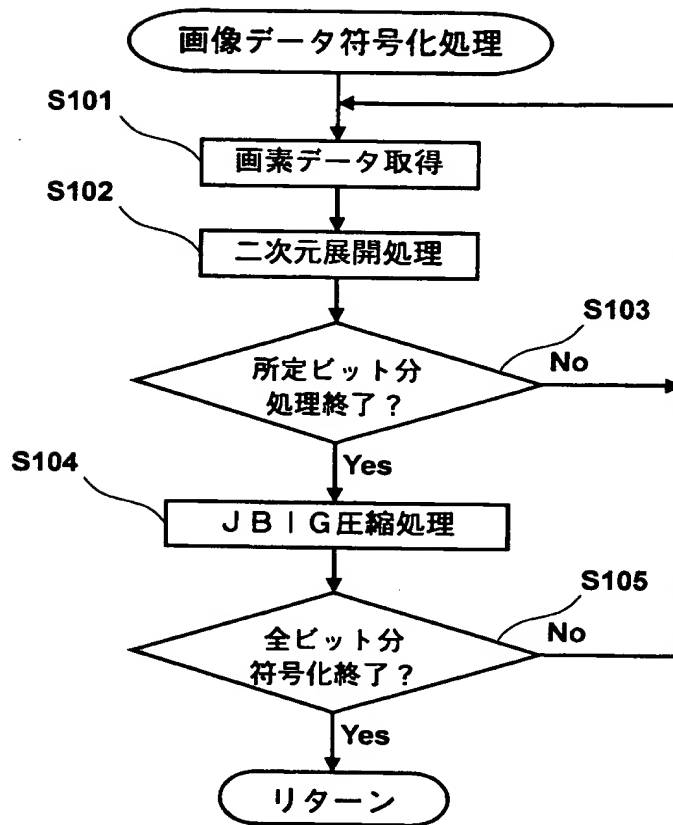 画像データ符号化処理
S101
画素データ取得
S102
二次元展開処理
S103
所定ビット分
処理終了？
No
Yes
S104
ＪＢＩＧ圧縮処理
S105
全ビット分
符号化終了？
No
Yes
リターン